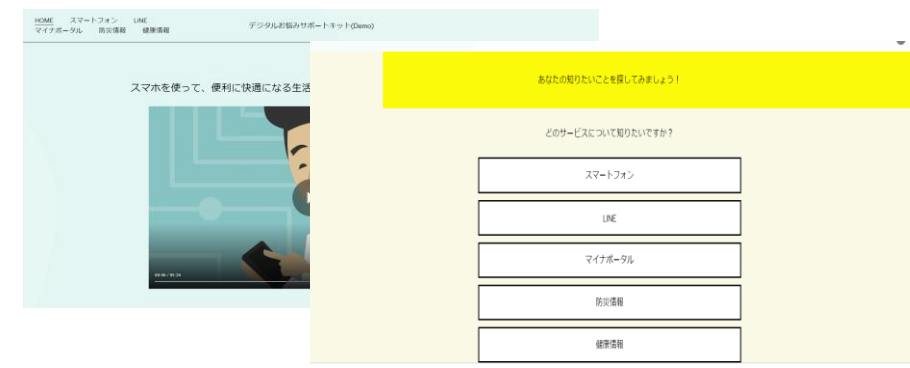 HOME スマートフォン LINE
マイナポータル 防災情報 健康情報
デジタルお悩みサポートキット(Demo)
スマホを使って、便利に快適になる生活
あなたの知りたいことを探してみましょう！
どのサービスについて知りたいですか？
スマートフォン
LINE
マイナポータル
防災情報
健康情報